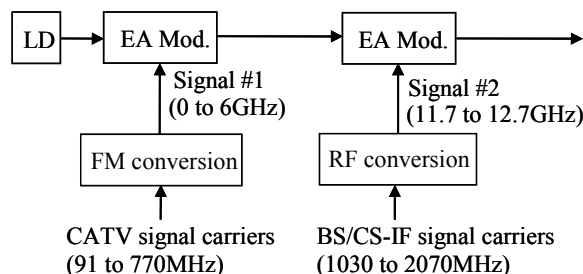 LD
EA Mod.
EA Mod.
Signal #1
(0 to 6GHz)
Signal #2
(11.7 to 12.7GHz)
FM conversion
RF conversion
CATV signal carriers
(91 to 770MHz)
BS/CS-IF signal carriers
(1030 to 2070MHz)